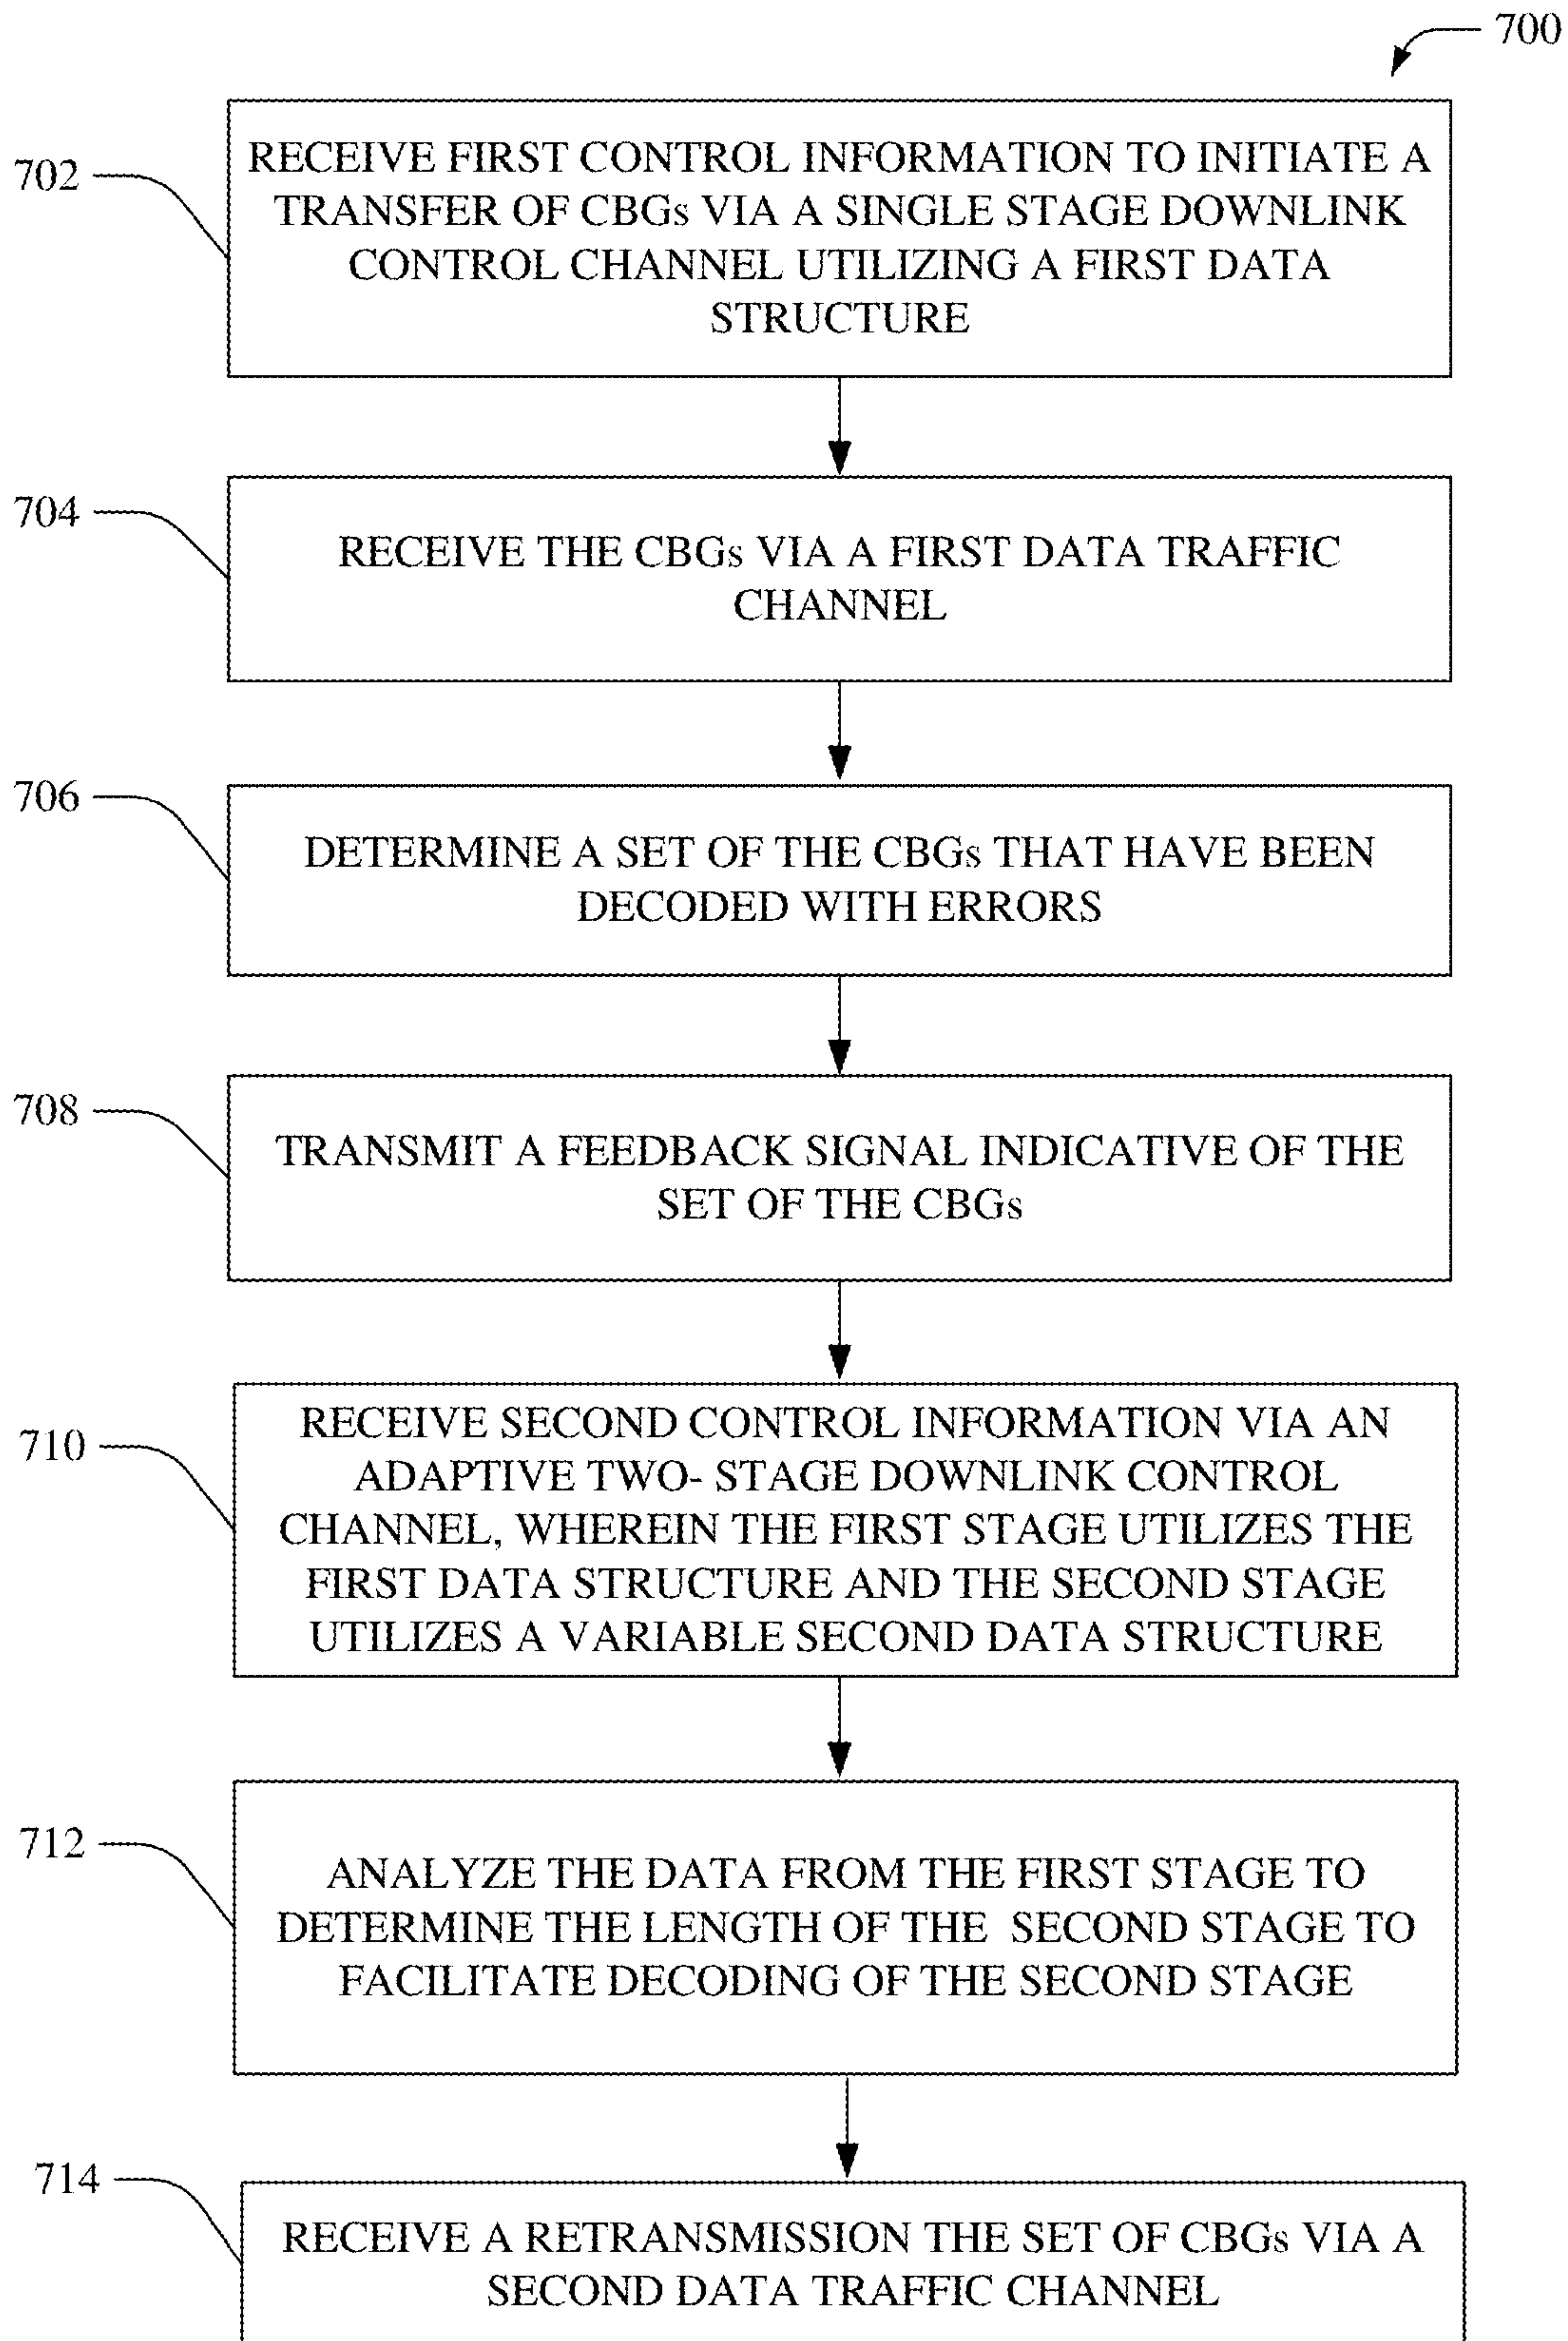 700
702
RECEIVE FIRST CONTROL INFORMATION TO INITIATE A
TRANSFER OF CBGs VIA A SINGLE STAGE DOWNLINK
CONTROL CHANNEL UTILIZING A FIRST DATA
STRUCTURE
704
RECEIVE THE CBGs VIA A FIRST DATA TRAFFIC
CHANNEL
706
DETERMINE A SET OF THE CBGs THAT HAVE BEEN
DECODED WITH ERRORS
708
TRANSMIT A FEEDBACK SIGNAL INDICATIVE OF THE
SET OF THE CBGs
710
RECEIVE SECOND CONTROL INFORMATION VIA AN
ADAPTIVE TWO- STAGE DOWNLINK CONTROL
CHANNEL, WHEREIN THE FIRST STAGE UTILIZES THE
FIRST DATA STRUCTURE AND THE SECOND STAGE
UTILIZES A VARIABLE SECOND DATA STRUCTURE
712
ANALYZE THE DATA FROM THE FIRST STAGE TO
DETERMINE THE LENGTH OF THE SECOND STAGE TO
FACILITATE DECODING OF THE SECOND STAGE
714
RECEIVE A RETRANSMISSION THE SET OF CBGs VIA A
SECOND DATA TRAFFIC CHANNEL